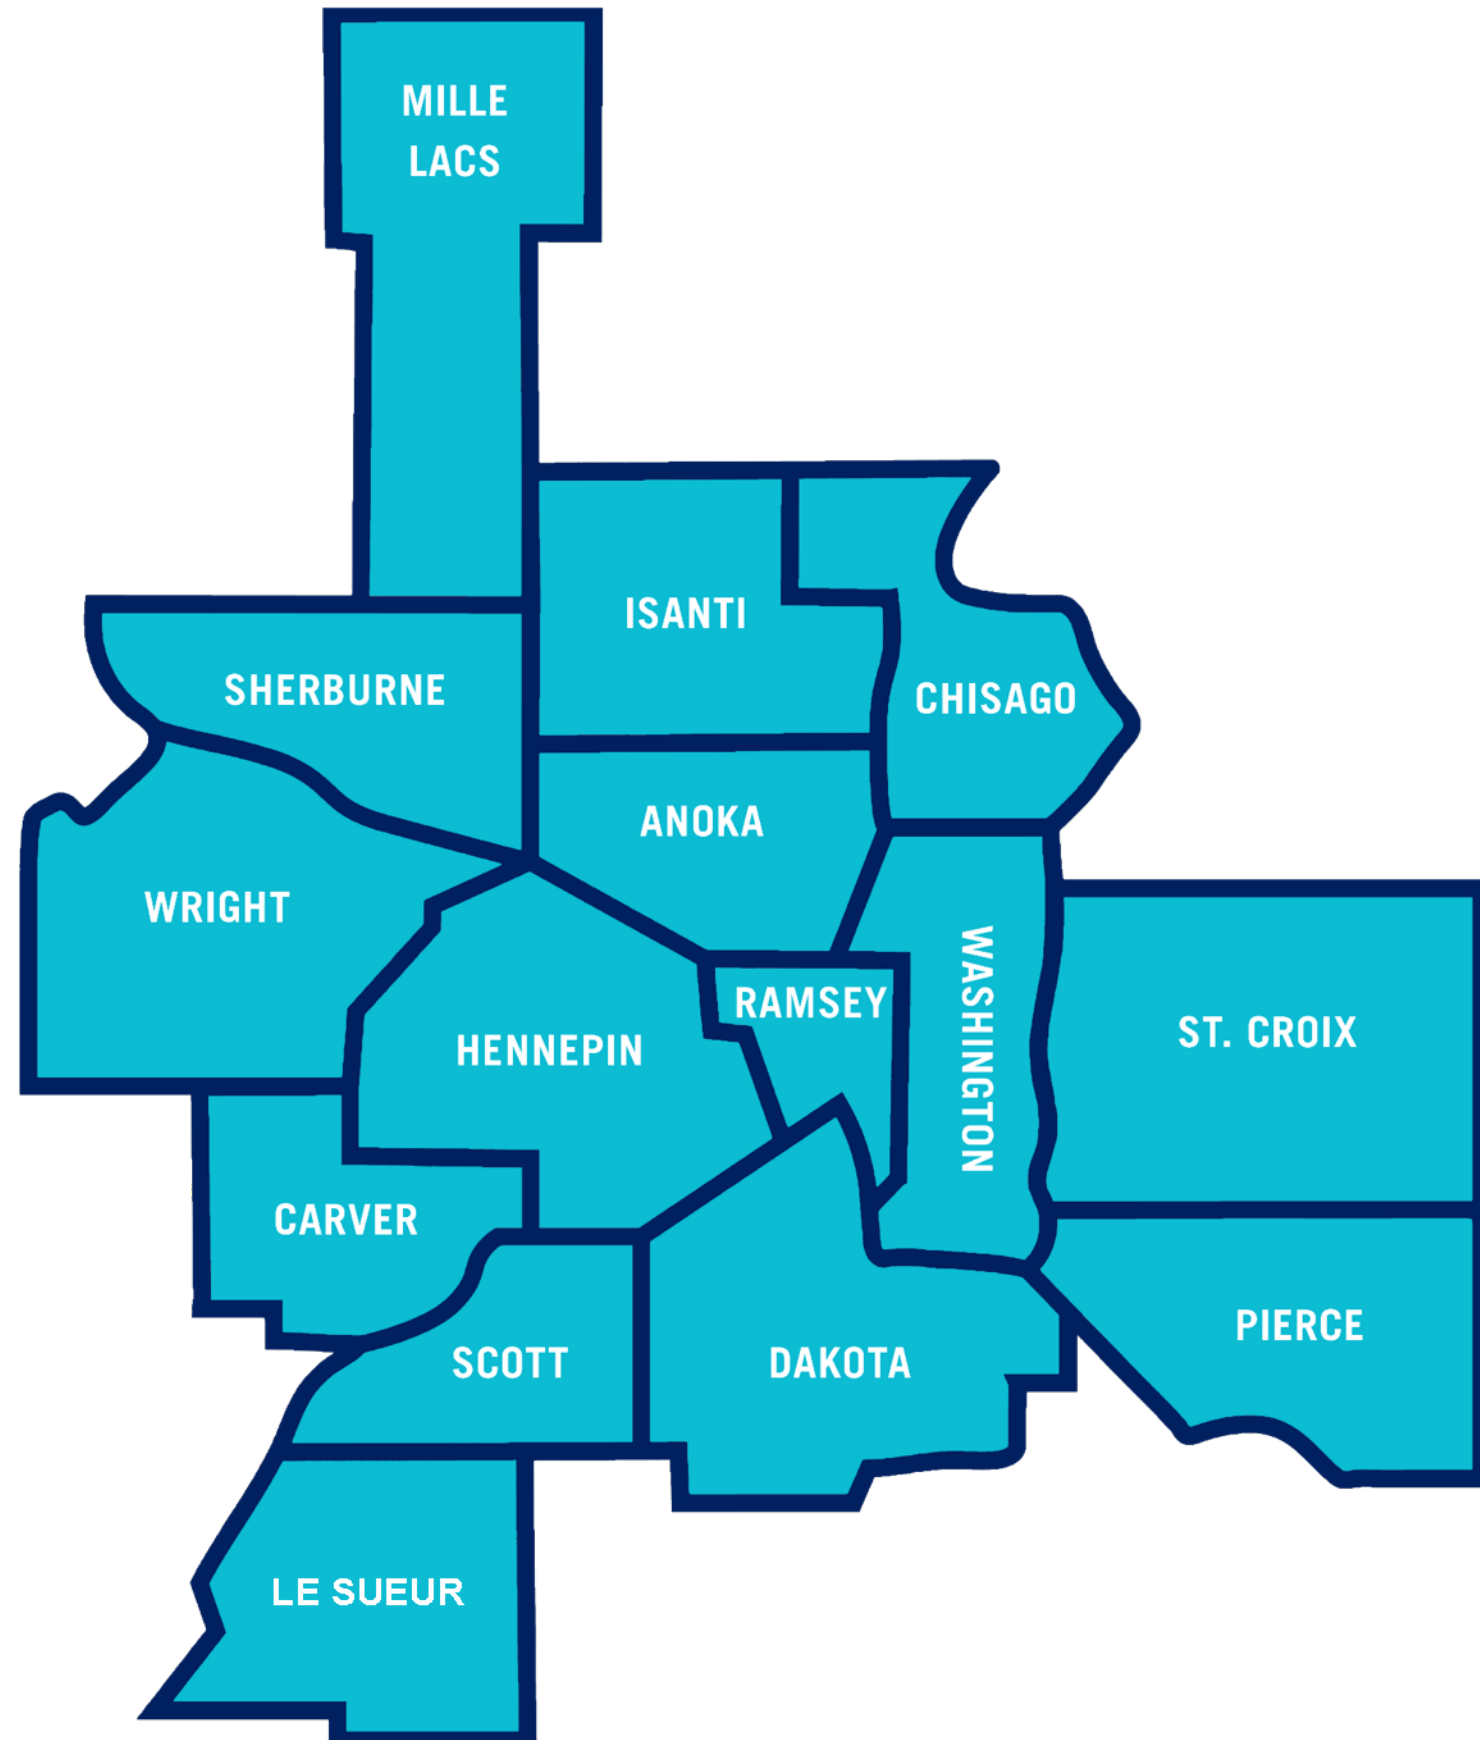 MILLE
LACS
ISANTI
SHERBURNE
CHISAGO
ANOKA
WRIGHT
WASHINGTON
RAMSEY
ST. CROIX
HENNEPIN
CARVER
PIERCE
SCOTT
DAKOTA
LE SUEUR